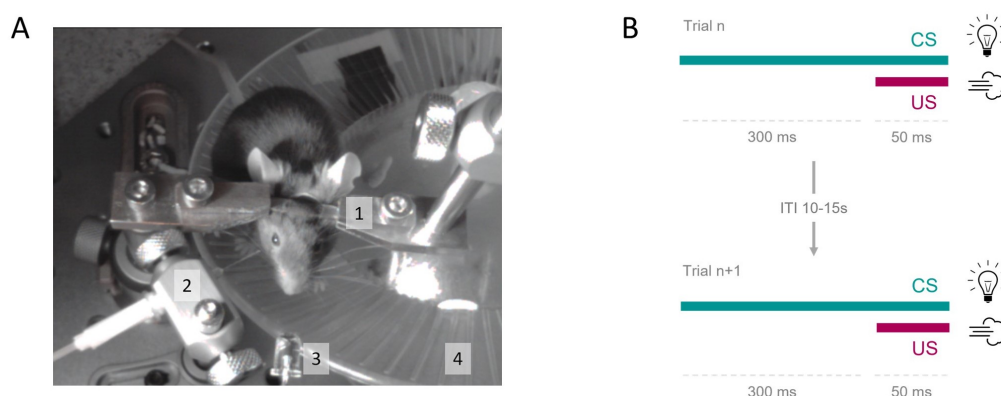 A
1
2
3
4
B
Trial n
CS
US
300 ms
50 ms
ITI 10-15s
Trial n+1
CS
US
300 ms
50 ms